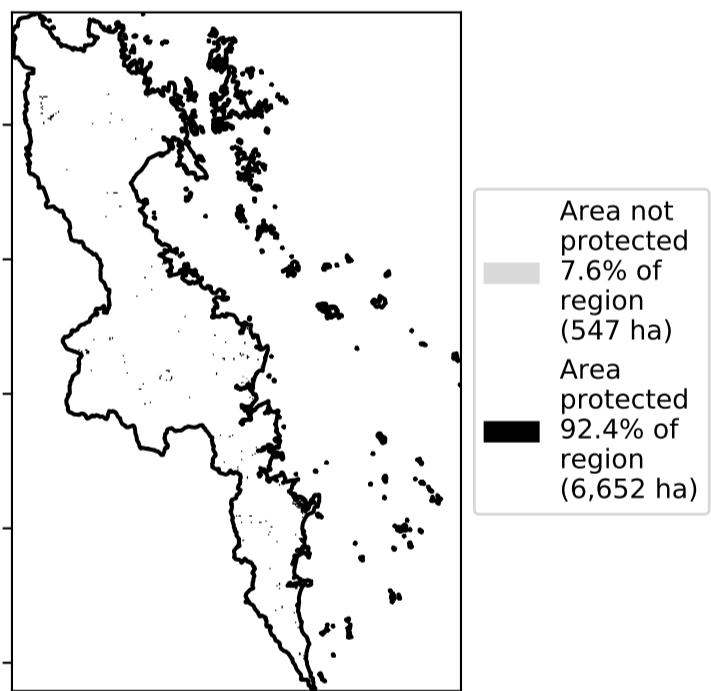 Area not
protected
7.6% of
region
(547 ha)
Area
protected
92.4% of
region
(6,652 ha)